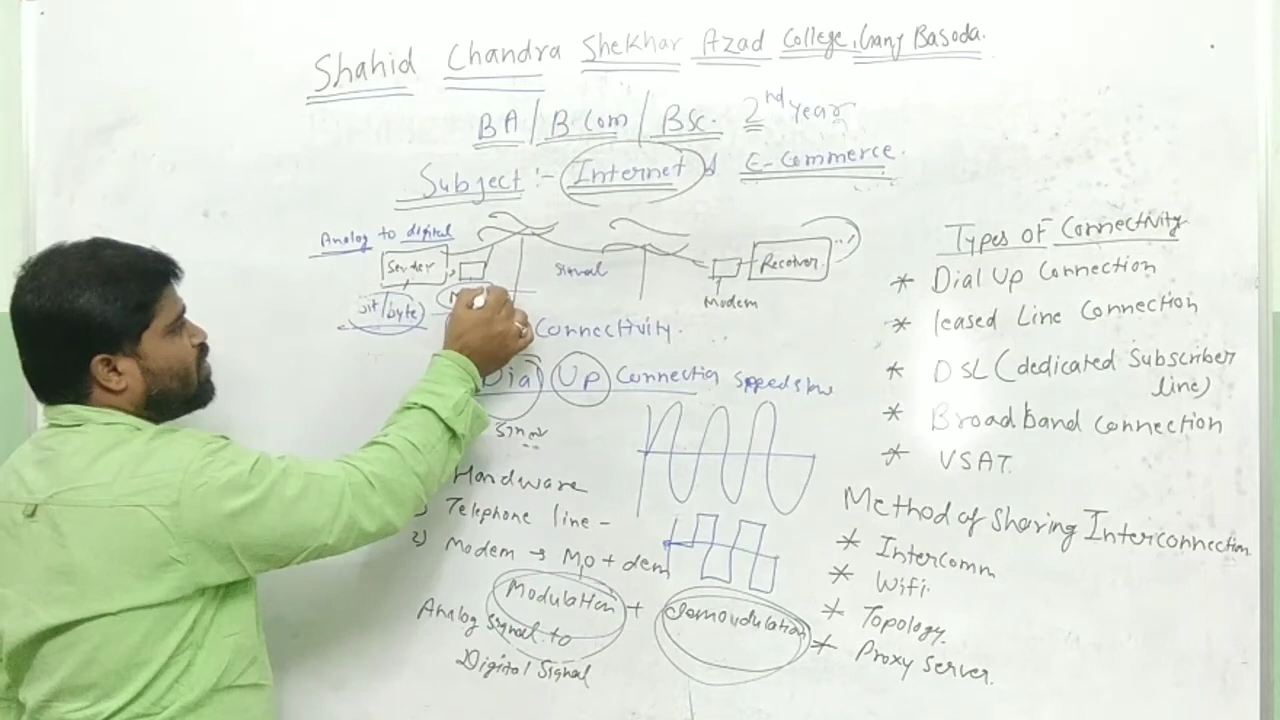 Shahid Chandra Shekhar Azad College, Ganj Basoda.
BA / B Com / BSc. 2nd Year
Subject :- Internet & E-Commerce.
Analog to digital
Sender
bit/byte
signal
Modem
Receiver
Connectivity.
Dial Up Connection Speed slow
Hardware
Telephone line -
2) Modem → Mo + dem
Modulation + Demoudulation
Analog signal to
Digital Signal
Types of Connectivity
* Dial Up Connection
* leased Line Connection
* DSL (dedicated Subscriber
line)
* Broadband Connection
* VSAT.
Method of Sharing Interconnection
* Intercomm
* Wifi.
* Topology.
* Proxy Server.